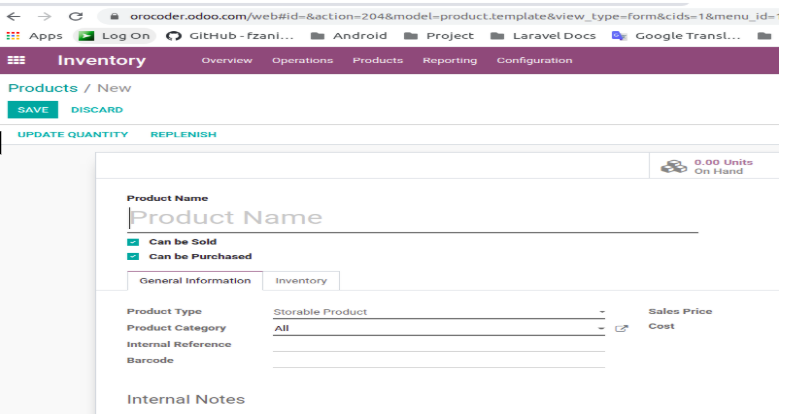 orocoder.odoo.com/web#id=&action=204&model=product.template&view_type=form&cids=1&menu_id=1
Apps Log On GitHub - fzani... Android Project Laravel Docs Google Transl...
Inventory Overview Operations Products Reporting Configuration
Products / New
SAVE DISCARD
UPDATE QUANTITY REPLENISH
0.00 Units
On Hand
Product Name
Product Name
Can be Sold
Can be Purchased
General Information Inventory
Product Type Storable Product Sales Price
Product Category All Cost
Internal Reference
Barcode
Internal Notes